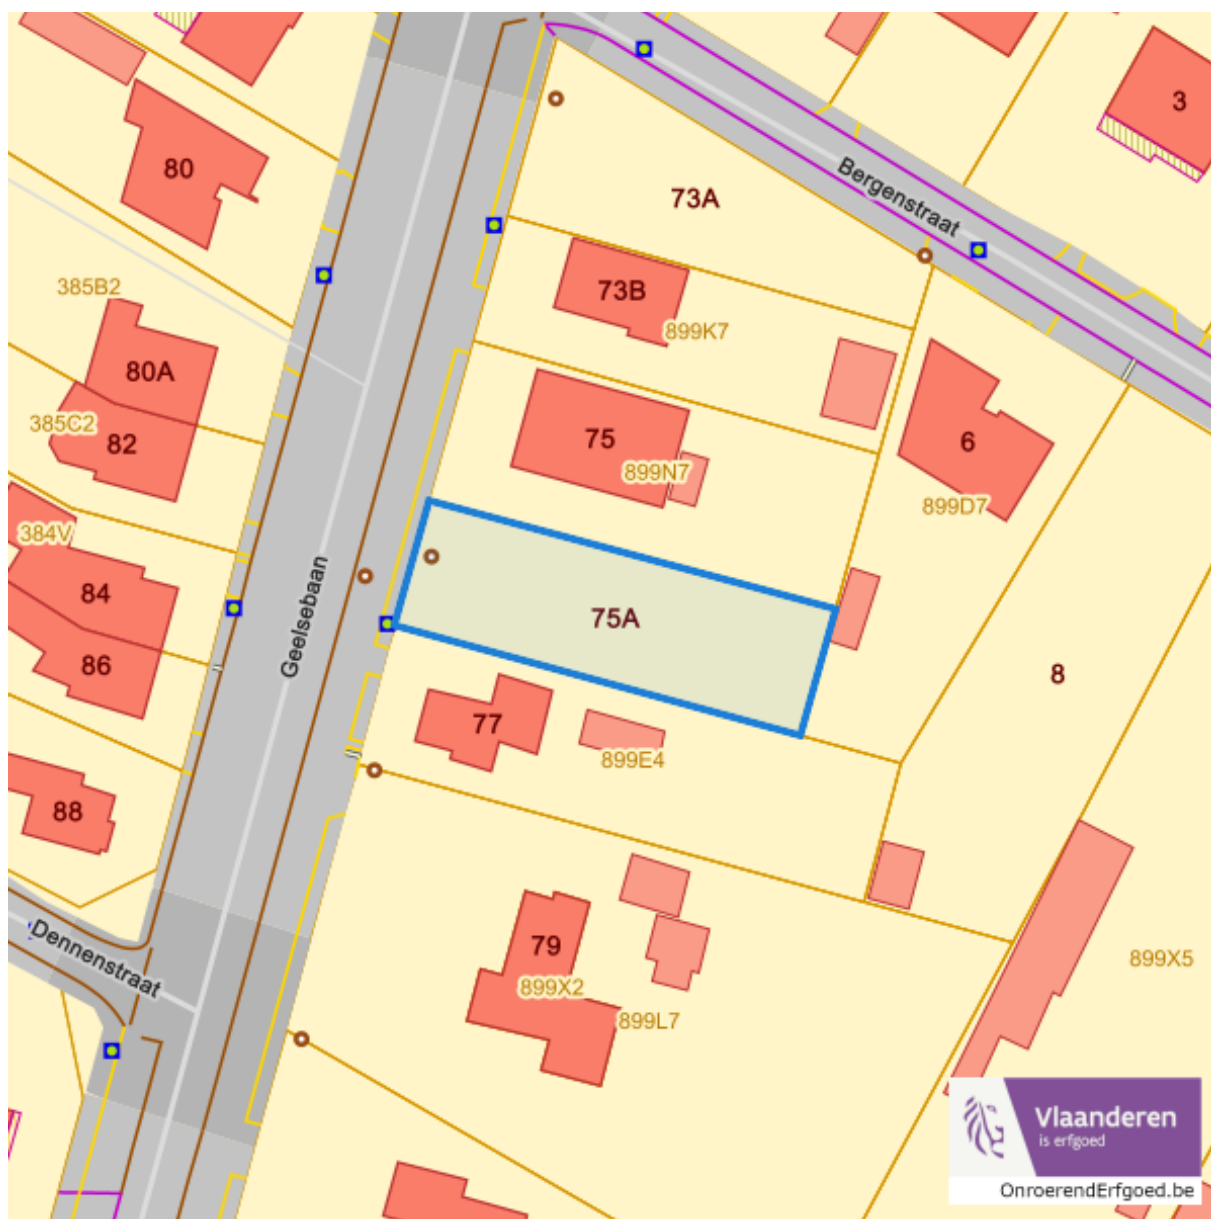 3
80
73A
Bergenstraat
385B2
73B
899K7
80A
385C2
82
75
899N7
6
899D7
384V
84
Geelsebaan
75A
86
8
77
899E4
88
Dennenstraat
79
899X2
899L7
899X5
Vlaanderen
is erfgoed
OnroerendErfgoed.be